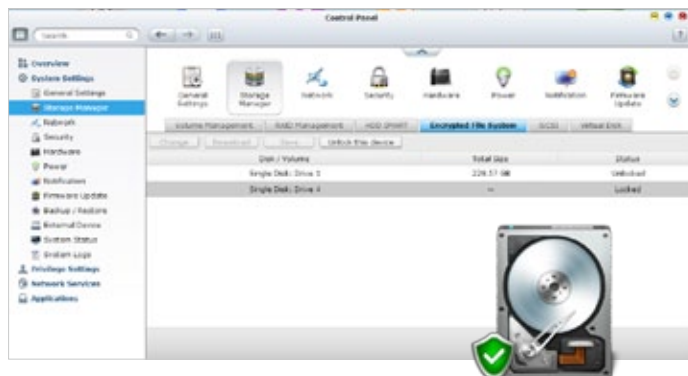 Control Panel
Search
Overview
System Settings
General Settings
Storage Manager
Network
Security
Hardware
Power
Notification
Firmware Update
Backup / Restore
External Device
System Status
System Logs
Privilege Settings
Network Services
Applications
General Settings
Storage Manager
Network
Security
Hardware
Power
Notification
Firmware Update
Volume Management
RAID Management
HDD SMART
Encrypted File System
iSCSI
Virtual Disk
Change
Download
Save
Unlock this device
Disk / Volume
Total Size
Status
Single Disk: Drive 3
Unlocked
Single Disk: Drive 4
--
Locked